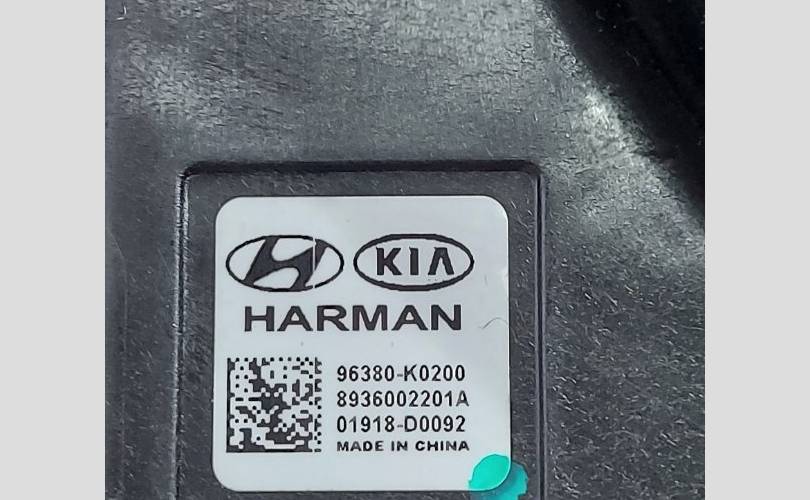 KIA
HARMAN
96380-K0200
8936002201A
01918-D0092
MADE IN CHINA